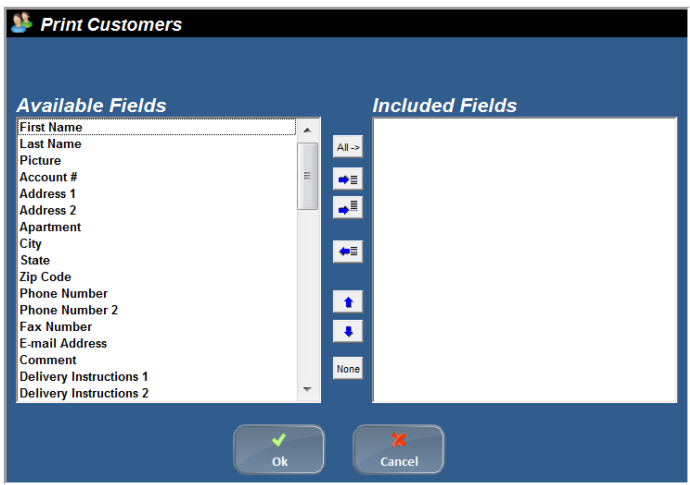 Print Customers
Available Fields
Included Fields
First Name
Last Name
Picture
Account #
Address 1
Address 2
Apartment
City
State
Zip Code
Phone Number
Phone Number 2
Fax Number
E-mail Address
Comment
Delivery Instructions 1
Delivery Instructions 2
All ->
None
Ok
Cancel